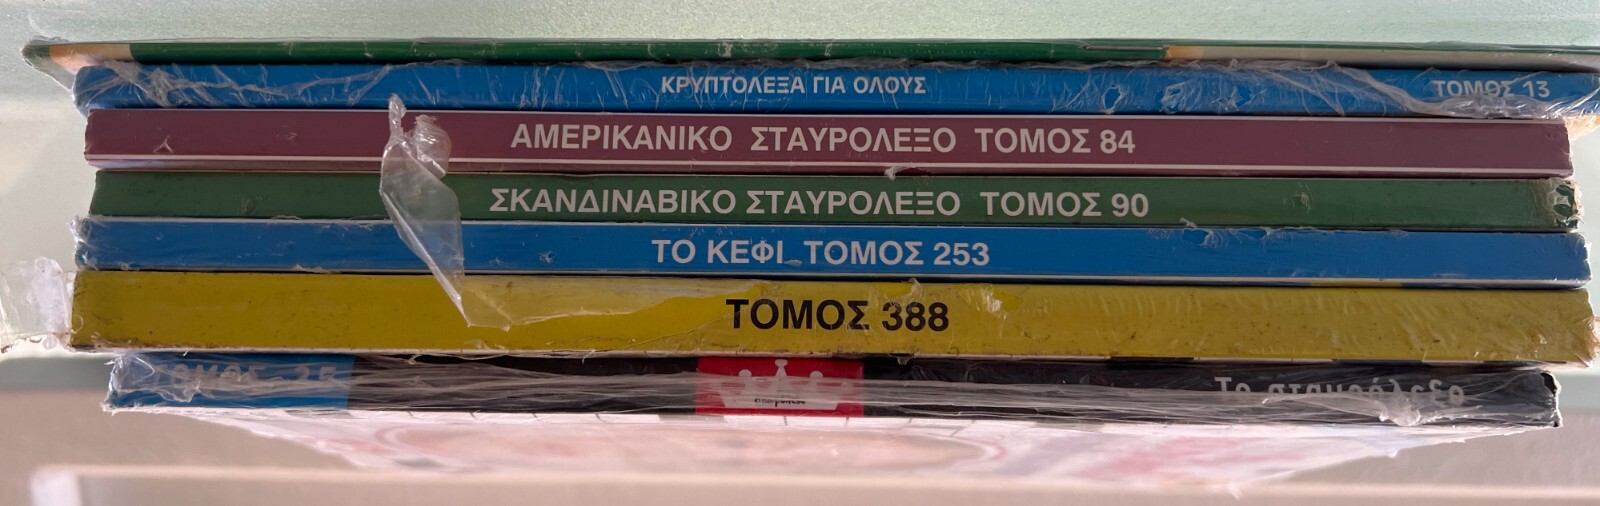 ΚΡΥΠΤΟΛΕΞΑ ΓΙΑ ΟΛΟΥΣ ΤΟΜΟΣ 13
ΑΜΕΡΙΚΑΝΙΚΟ ΣΤΑΥΡΟΛΕΞΟ ΤΟΜΟΣ 84
ΣΚΑΝΔΙΝΑΒΙΚΟ ΣΤΑΥΡΟΛΕΞΟ ΤΟΜΟΣ 90
ΤΟ ΚΕΦΙ ΤΟΜΟΣ 253
ΤΟΜΟΣ 388